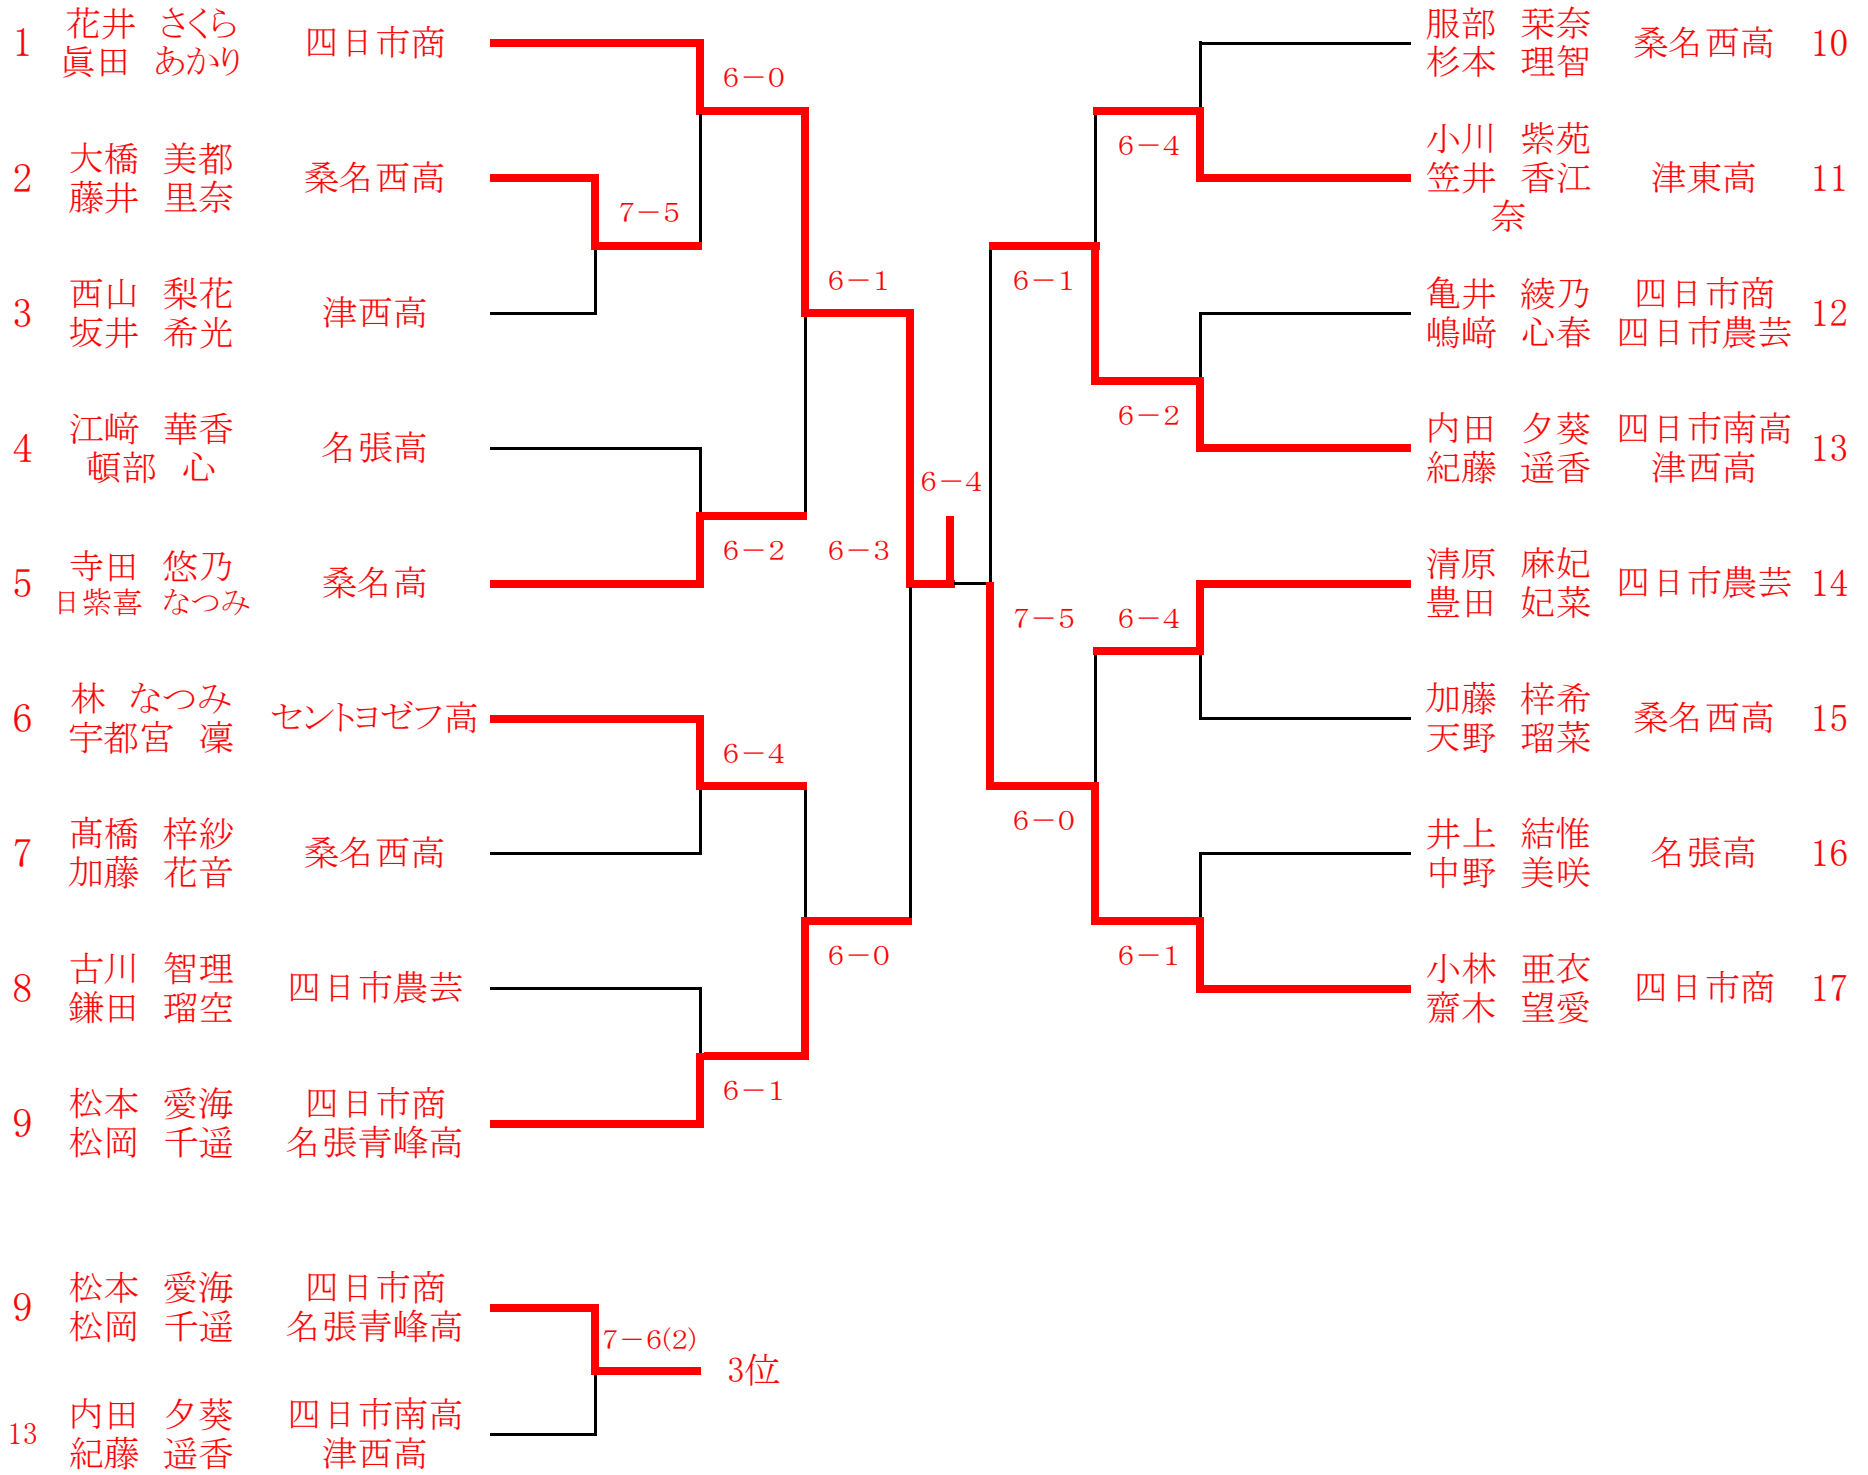 1 花井 さくら 四日市商
眞田 あかり
2 大橋 美都 桑名西高
藤井 里奈
3 西山 梨花 津西高
坂井 希光
4 江﨑 華香 名張高
頓部 心
5 寺田 悠乃 桑名高
日紫喜 なつみ
6 林 なつみ セントヨゼフ高
宇都宮 凜
7 髙橋 梓紗 桑名西高
加藤 花音
8 古川 智理 四日市農芸
鎌田 瑠空
9 松本 愛海 四日市商
松岡 千遥 名張青峰高
6-0
7-5
6-1
6-2
6-3
6-4
6-0
6-1
6-4
6-4
6-1
6-2
7-5
6-4
6-0
6-1
服部 栞奈 桑名西高 10
杉本 理智
小川 紫苑
笠井 香江 津東高 11
奈
亀井 綾乃 四日市商 12
嶋﨑 心春 四日市農芸
内田 夕葵 四日市南高 13
紀藤 遥香 津西高
清原 麻妃 四日市農芸 14
豊田 妃菜
加藤 梓希 桑名西高 15
天野 瑠菜
井上 結惟 名張高 16
中野 美咲
小林 亜衣 四日市商 17
齋木 望愛
9 松本 愛海 四日市商
松岡 千遥 名張青峰高
7-6(2)
3位
13 内田 夕葵 四日市南高
紀藤 遥香 津西高